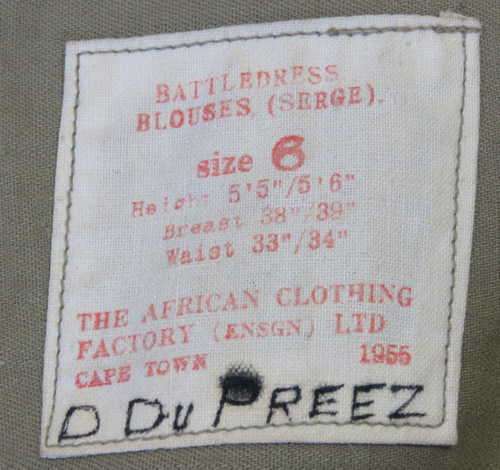 BATTLEDRESS
BLOUSES, (SERGE).
size 6
Height 5'5"/5'6"
Breast 38"/39"
Waist 33"/34"
THE AFRICAN CLOTHING
FACTORY (ENSGN) LTD
CAPE TOWN 1955
D DU PREEZ